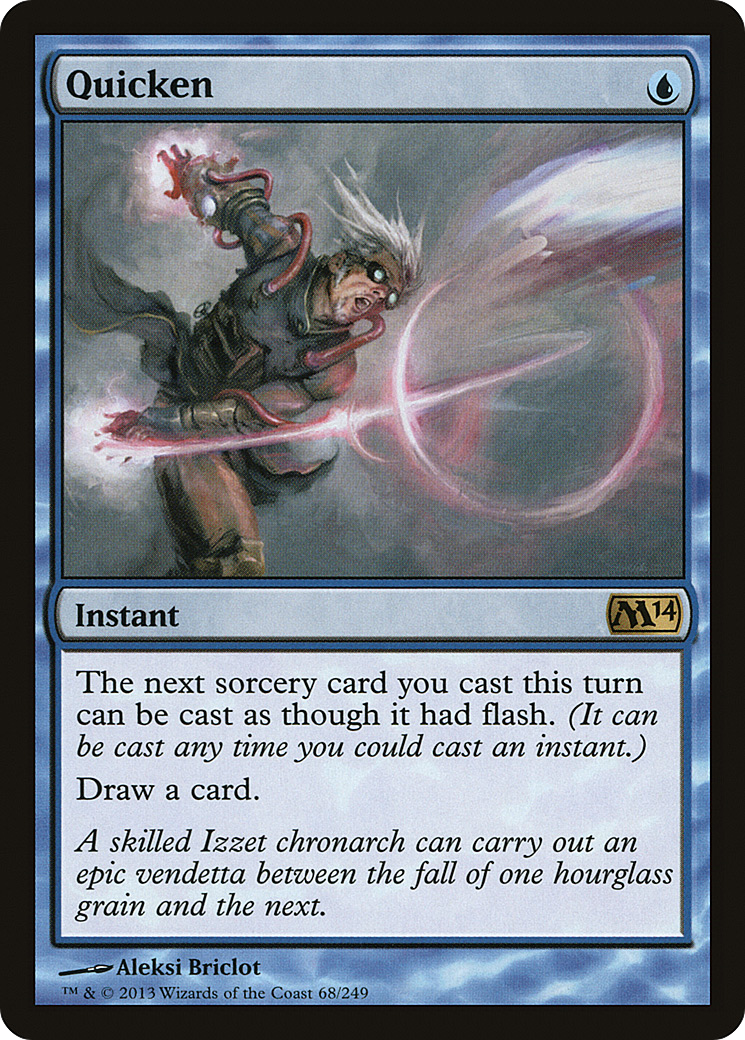 Quicken
Instant
M14
The next sorcery card you cast this turn
can be cast as though it had flash. (It can
be cast any time you could cast an instant.)
Draw a card.
A skilled Izzet chronarch can carry out an
epic vendetta between the fall of one hourglass
grain and the next.
Aleksi Briclot
™ & © 2013 Wizards of the Coast 68/249